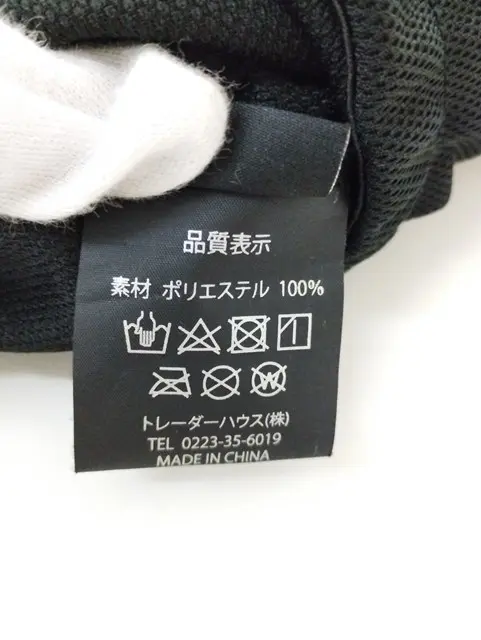 品質表示
素材 ポリエステル 100%
W
トレーダーハウス(株)
TEL 0223-35-6019
MADE IN CHINA